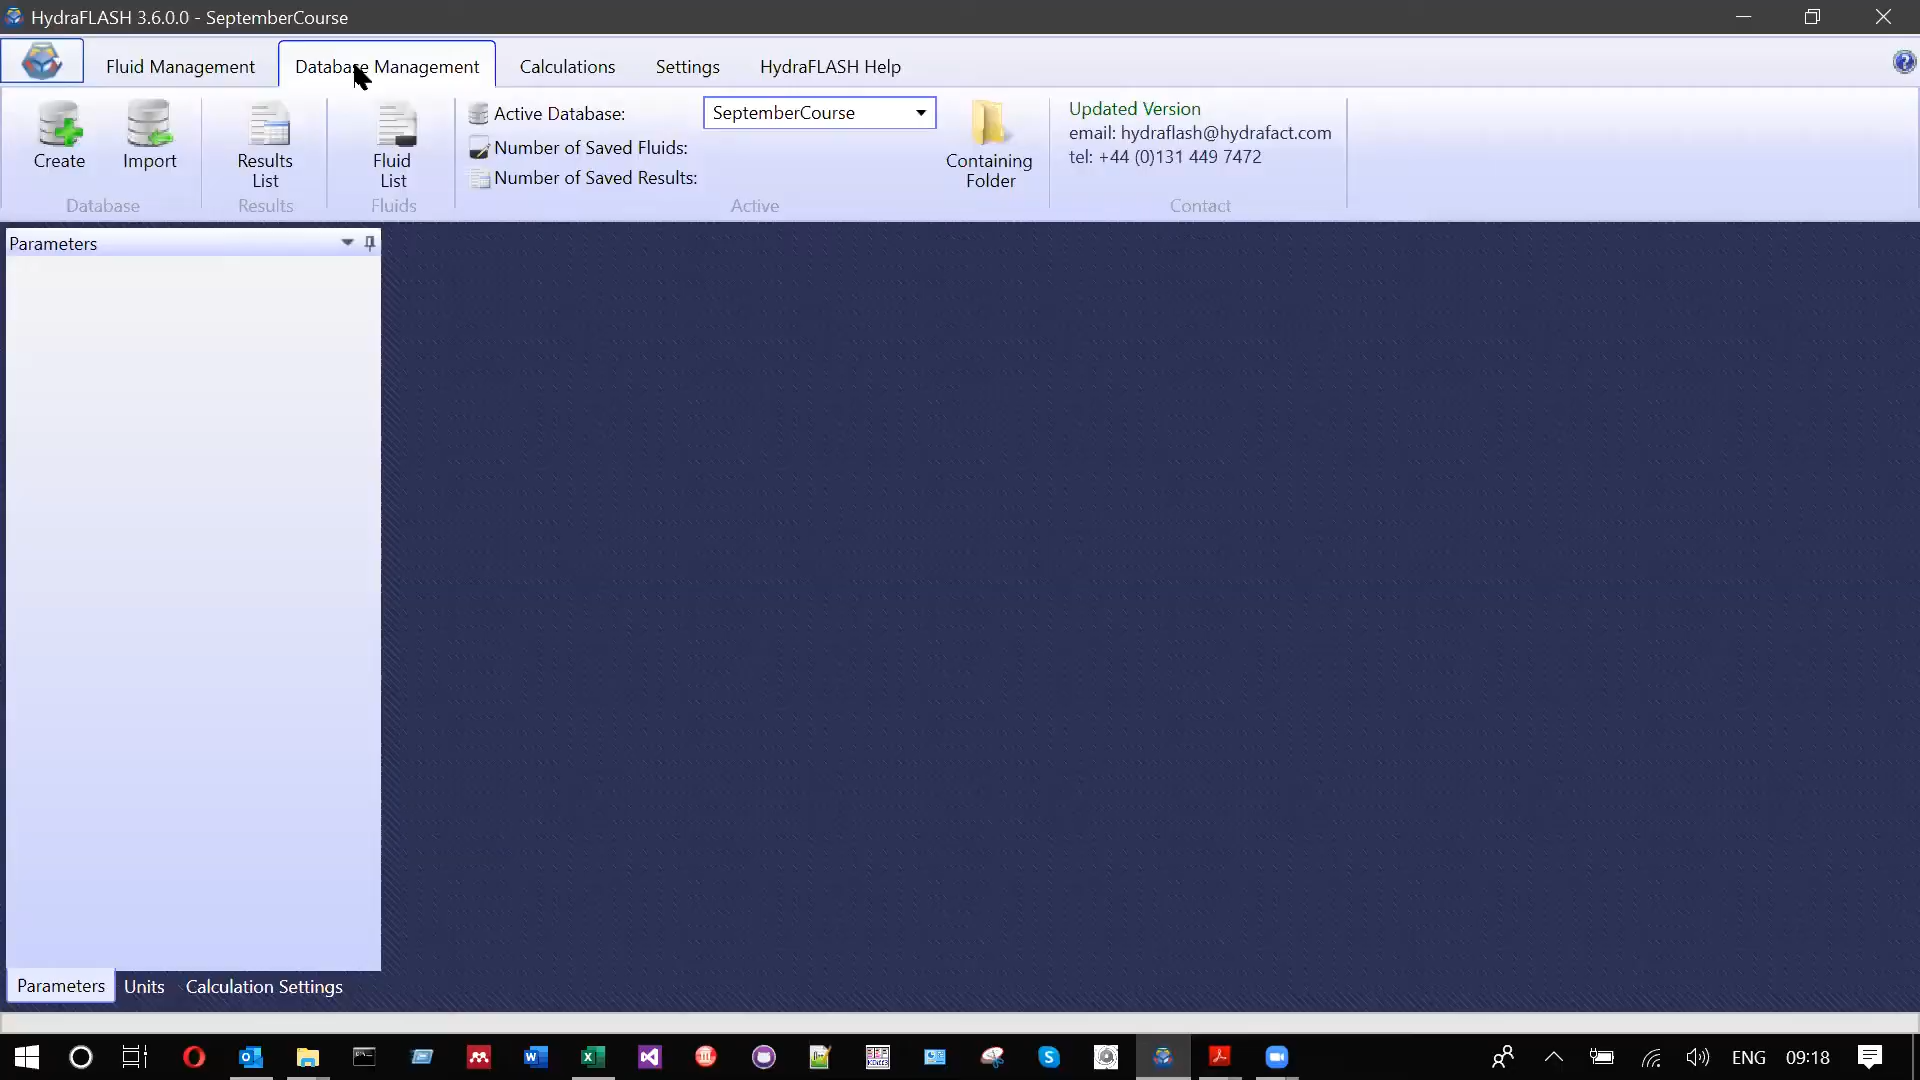 HydraFLASH 3.6.0.0 - SeptemberCourse
Fluid Management
Database Management
Calculations
Settings
HydraFLASH Help
Create
Import
Results
List
Fluid
List
Active Database:
SeptemberCourse
Number of Saved Fluids:
Number of Saved Results:
Containing
Folder
Updated Version
email: hydraflash@hydrafact.com
tel: +44 (0)131 449 7472
Database
Results
Fluids
Active
Contact
Parameters
Parameters
Units
Calculation Settings
ENG
09:18